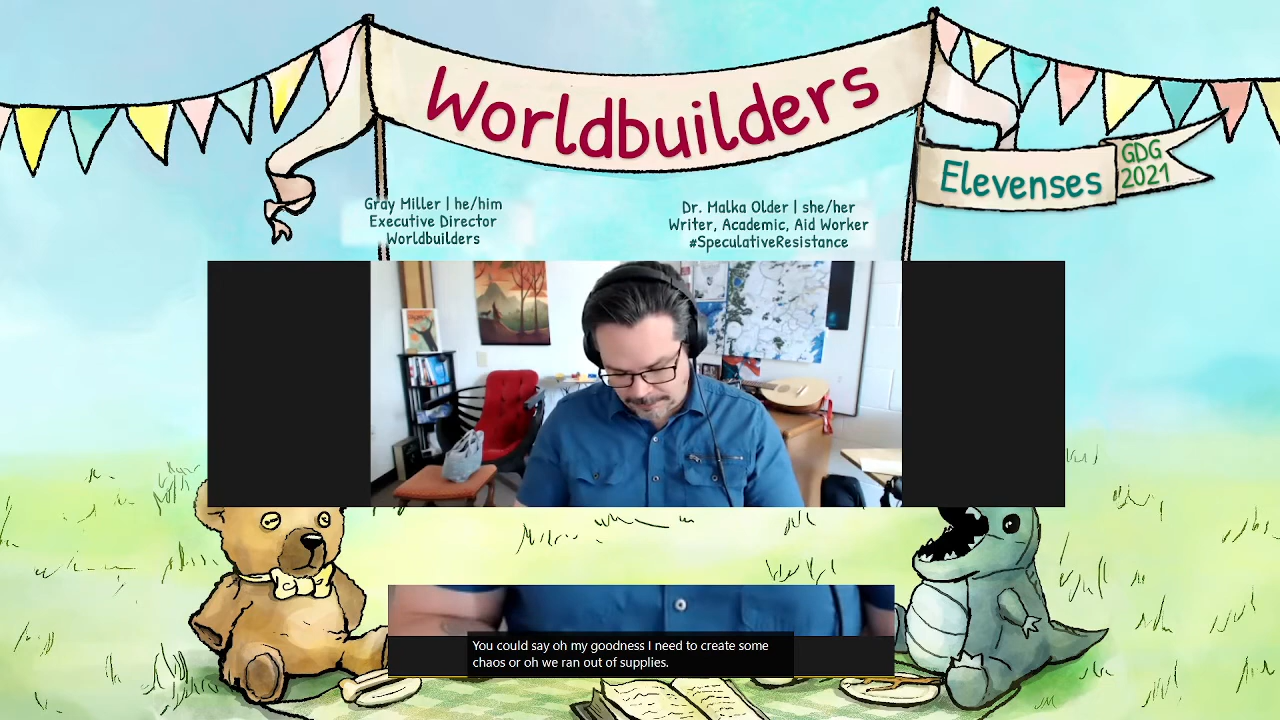 Worldbuilders
Elevenses
GDG
2021
Gray Miller | he/him
Executive Director
Worldbuilders
Dr. Malka Older | she/her
Writer, Academic, Aid Worker
#SpeculativeResistance
You could say oh my goodness I need to create some
chaos or oh we ran out of supplies.